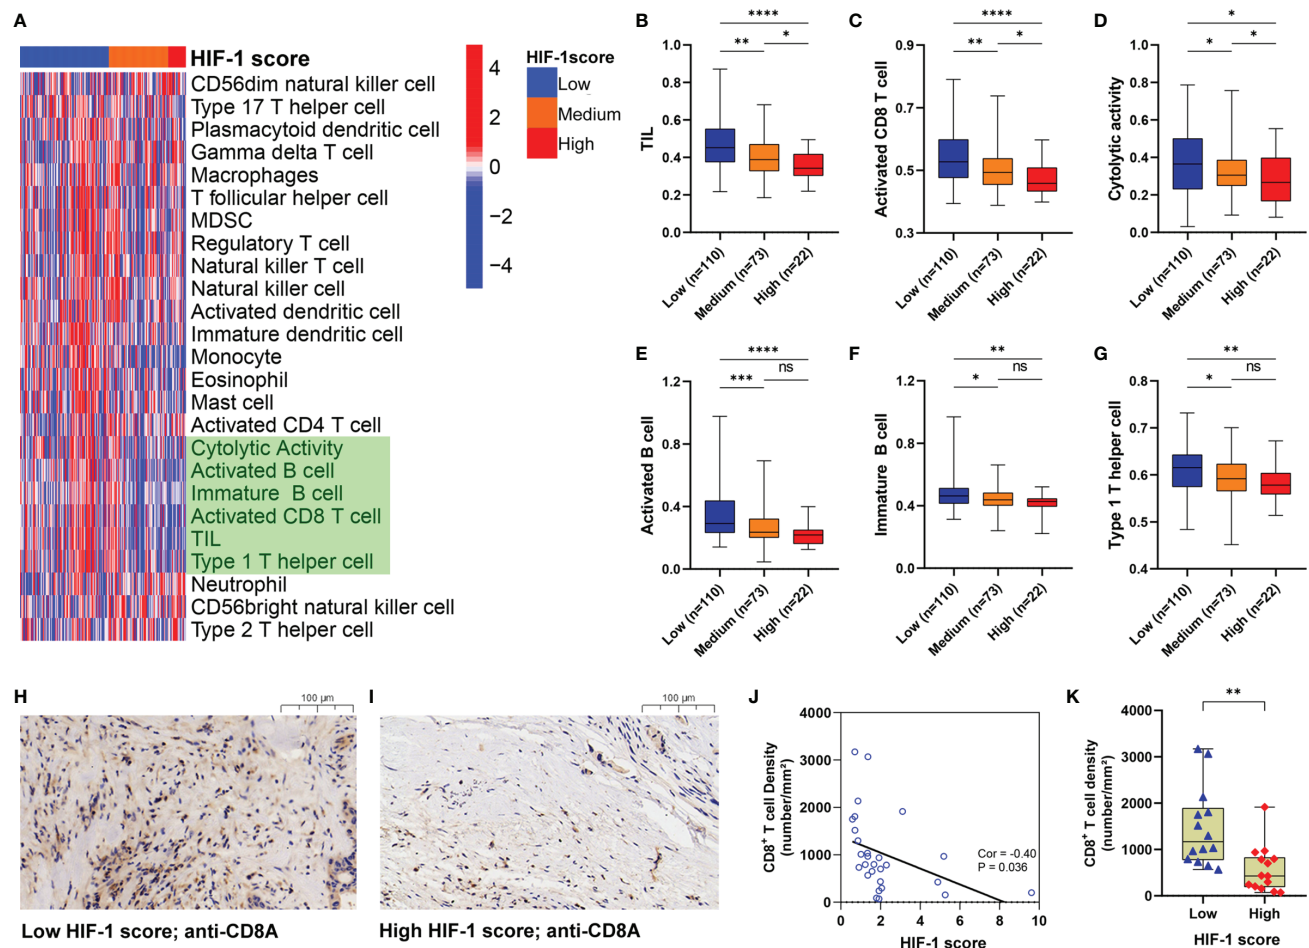 A
HIF-1 score
CD56dim natural killer cell
Type 17 T helper cell
Plasmacytoid dendritic cell
Gamma delta T cell
Macrophages
T follicular helper cell
MDSC
Regulatory T cell
Natural killer T cell
Natural killer cell
Activated dendritic cell
Immature dendritic cell
Monocyte
Eosinophil
Mast cell
Activated CD4 T cell
Cytolytic Activity
Activated B cell
Immature B cell
Activated CD8 T cell
TIL
Type 1 T helper cell
Neutrophil
CD56bright natural killer cell
Type 2 T helper cell
4
2
0
−2
−4
HIF-1score
Low
Medium
High
B
****
**
*
TIL
1.0
0.8
0.6
0.4
0.2
0.0
Low (n=110)
Medium (n=73)
High (n=22)
C
****
**
*
Activated CD8 T cell
0.9
0.7
0.5
0.3
Low (n=110)
Medium (n=73)
High (n=22)
D
*
*
*
Cytolytic activity
1.0
0.8
0.6
0.4
0.2
0.0
Low (n=110)
Medium (n=73)
High (n=22)
E
****
***
ns
Activated B cell
1.2
0.8
0.4
0.0
Low (n=110)
Medium (n=73)
High (n=22)
F
**
*
ns
Immature B cell
1.2
0.8
0.4
0.0
Low (n=110)
Medium (n=73)
High (n=22)
G
**
*
ns
Type 1 T helper cell
0.8
0.7
0.6
0.5
0.4
Low (n=110)
Medium (n=73)
High (n=22)
H
100 µm
Low HIF-1 score; anti-CD8A
I
100 µm
High HIF-1 score; anti-CD8A
J
CD8⁺ T cell density
(number/mm²)
4000
3000
2000
1000
0
Cor = -0.40
P = 0.036
0 2 4 6 8 10
HIF-1 score
K
**
CD8⁺ T cell density
(number/mm²)
4000
3000
2000
1000
0
Low High
HIF-1 score